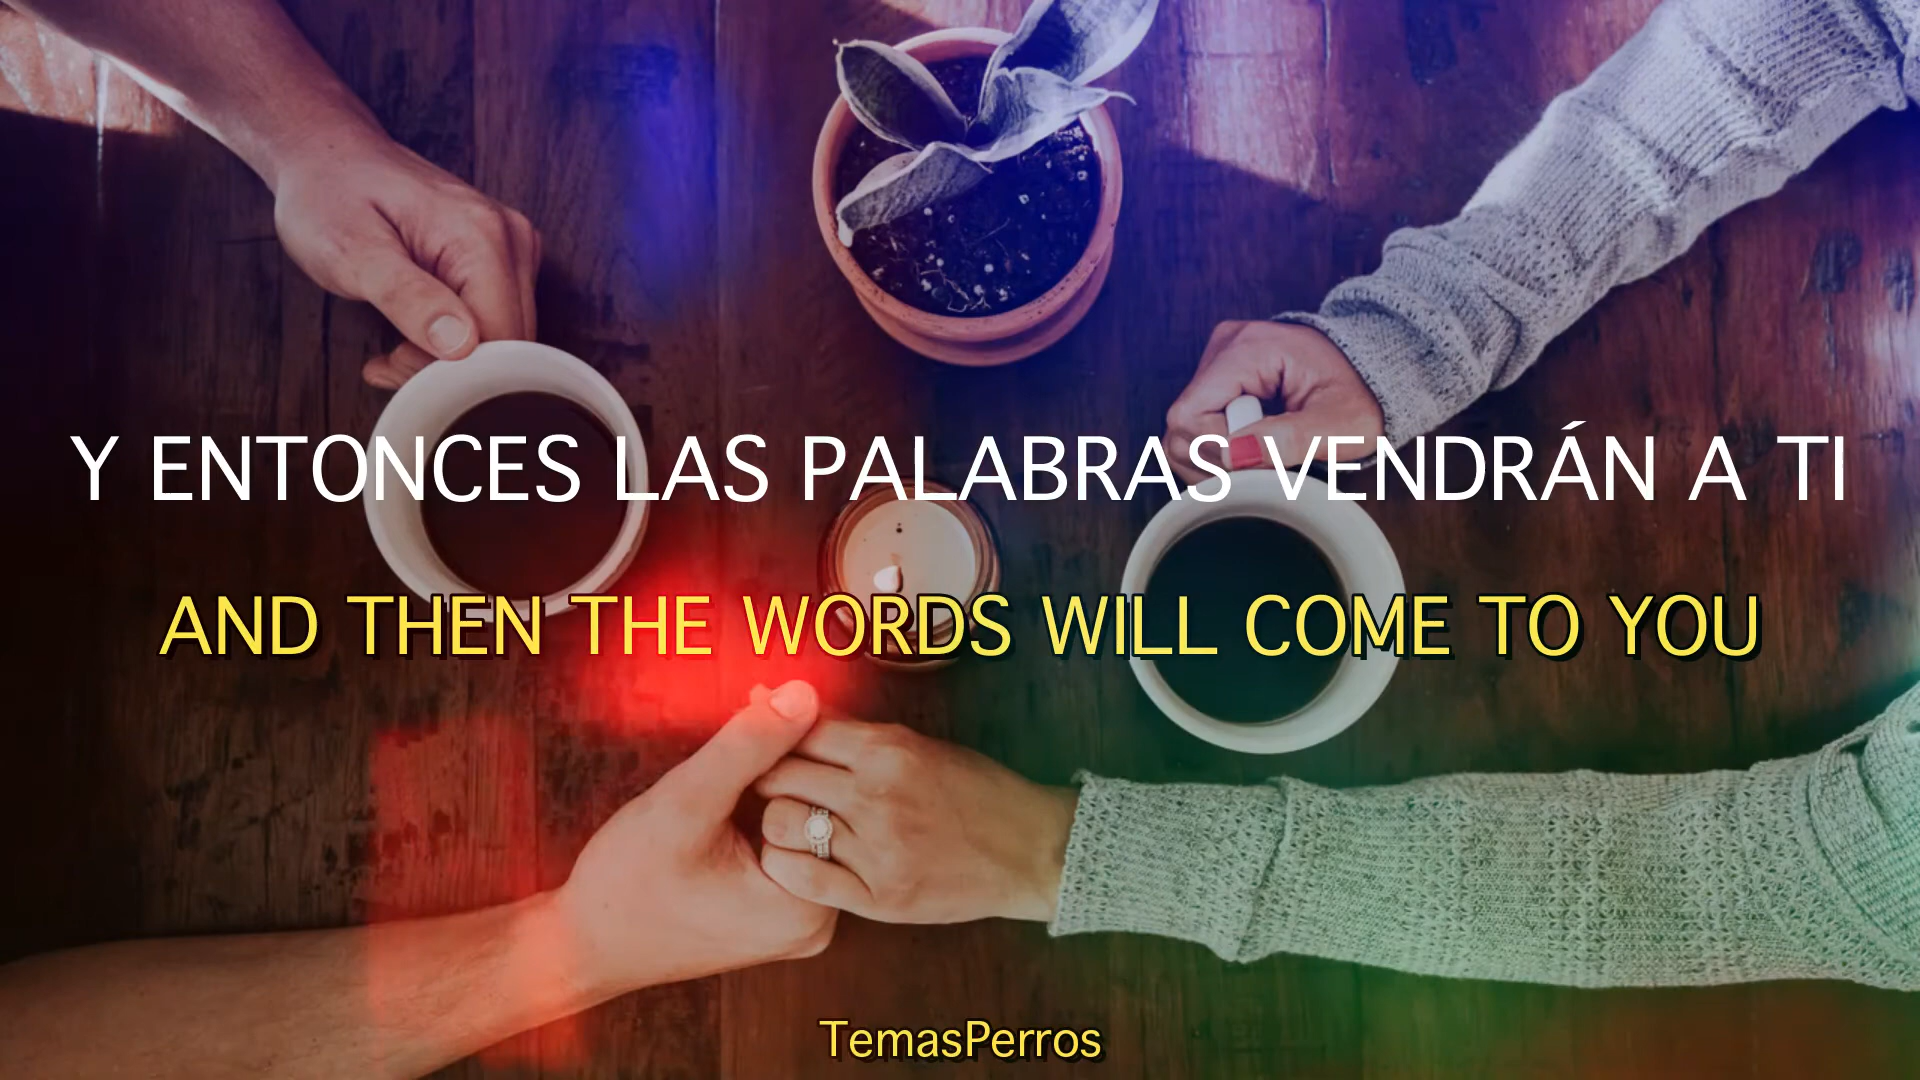 Y ENTONCES LAS PALABRAS VENDRÁN A TI
AND THEN THE WORDS WILL COME TO YOU
TemasPerros